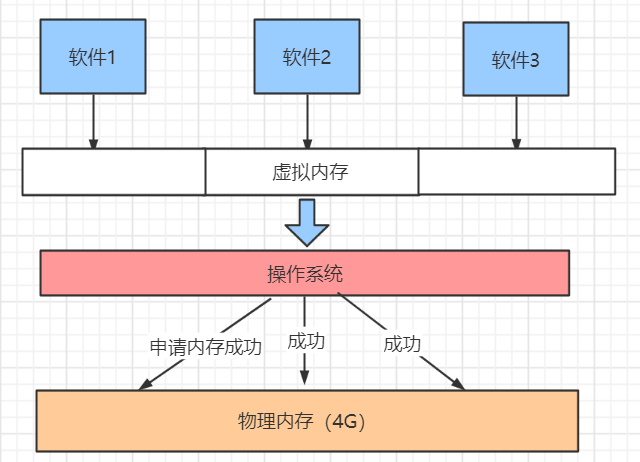 软件1
软件2
软件3
虚拟内存
操作系统
申请内存成功
成功
成功
物理内存（4G）